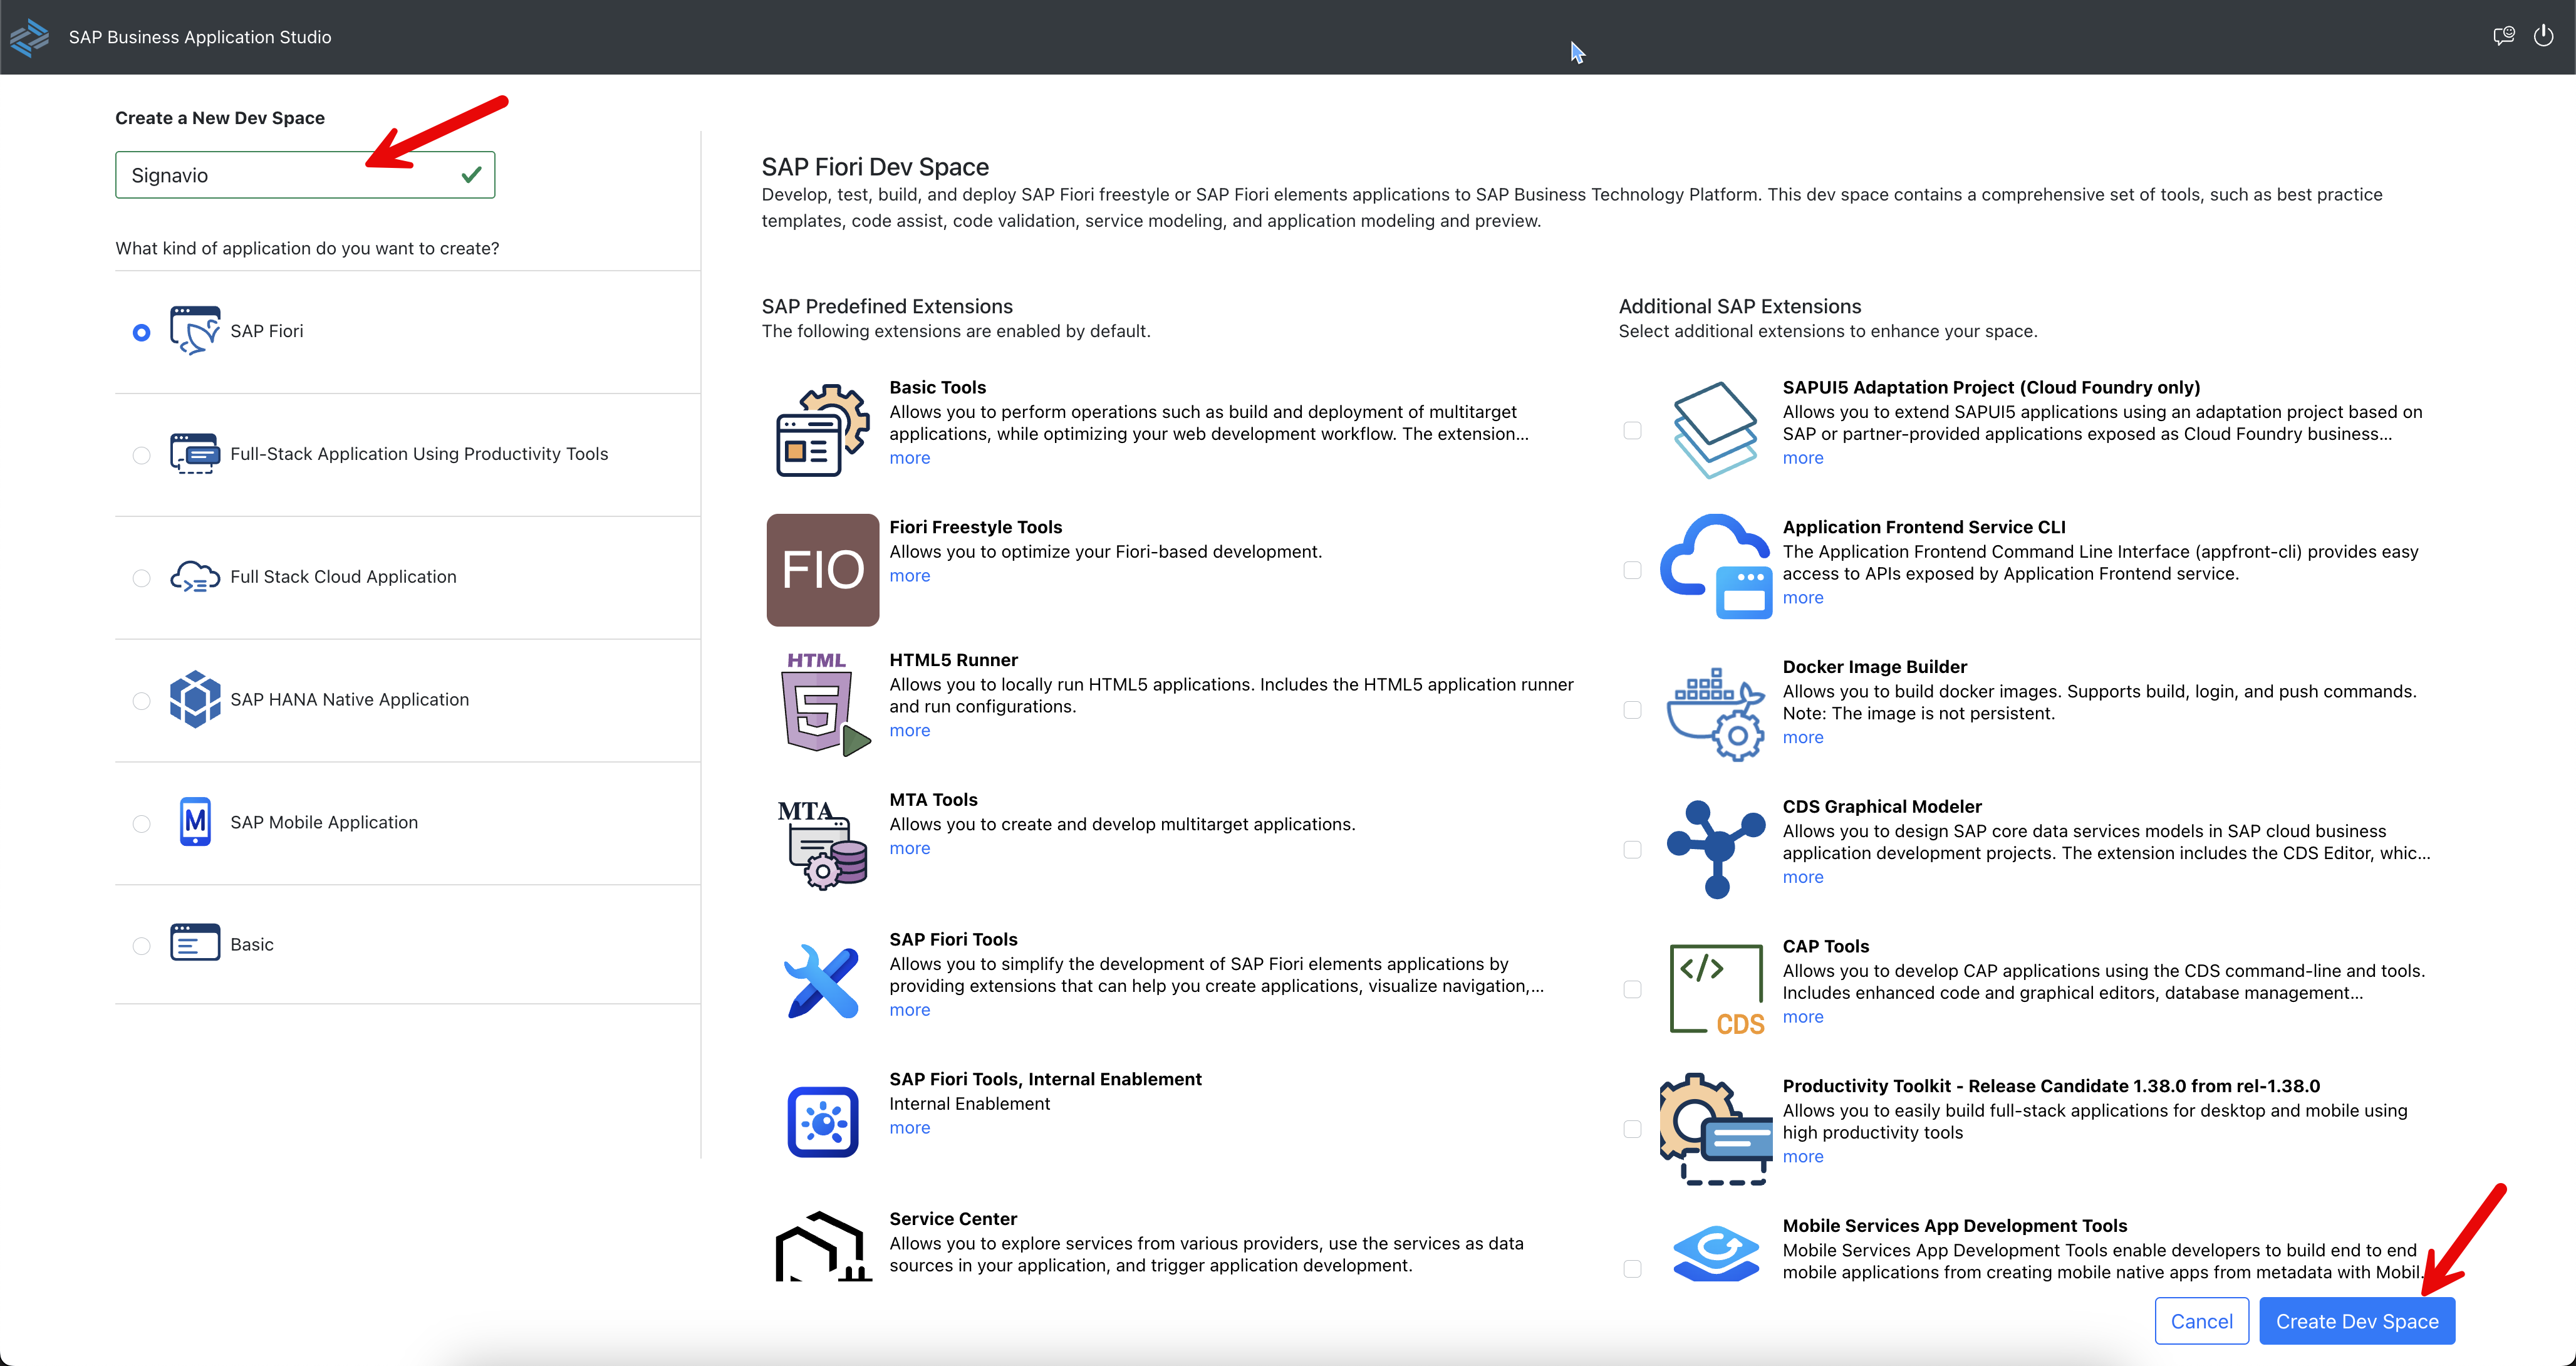 SAP Business Application Studio
Create a New Dev Space
Signavio
What kind of application do you want to create?
SAP Fiori
Full-Stack Application Using Productivity Tools
Full Stack Cloud Application
SAP HANA Native Application
M
SAP Mobile Application
Basic
SAP Fiori Dev Space
Develop, test, build, and deploy SAP Fiori freestyle or SAP Fiori elements applications to SAP Business Technology Platform. This dev space contains a comprehensive set of tools, such as best practice
templates, code assist, code validation, service modeling, and application modeling and preview.
SAP Predefined Extensions
The following extensions are enabled by default.
Basic Tools
Allows you to perform operations such as build and deployment of multitarget
applications, while optimizing your web development workflow. The extension...
more
FIO
Fiori Freestyle Tools
Allows you to optimize your Fiori-based development.
more
HTML
5
HTML5 Runner
Allows you to locally run HTML5 applications. Includes the HTML5 application runner
and run configurations.
more
MTA
MTA Tools
Allows you to create and develop multitarget applications.
more
SAP Fiori Tools
Allows you to simplify the development of SAP Fiori elements applications by
providing extensions that can help you create applications, visualize navigation,...
more
SAP Fiori Tools, Internal Enablement
Internal Enablement
more
Service Center
Allows you to explore services from various providers, use the services as data
sources in your application, and trigger application development.
Additional SAP Extensions
Select additional extensions to enhance your space.
SAPUI5 Adaptation Project (Cloud Foundry only)
Allows you to extend SAPUI5 applications using an adaptation project based on
SAP or partner-provided applications exposed as Cloud Foundry business...
more
Application Frontend Service CLI
The Application Frontend Command Line Interface (appfront-cli) provides easy
access to APIs exposed by Application Frontend service.
more
Docker Image Builder
Allows you to build docker images. Supports build, login, and push commands.
Note: The image is not persistent.
more
CDS Graphical Modeler
Allows you to design SAP core data services models in SAP cloud business
application development projects. The extension includes the CDS Editor, whic...
more
</>
CDS
CAP Tools
Allows you to develop CAP applications using the CDS command-line and tools.
Includes enhanced code and graphical editors, database management...
more
Productivity Toolkit - Release Candidate 1.38.0 from rel-1.38.0
Allows you to easily build full-stack applications for desktop and mobile using
high productivity tools
more
Mobile Services App Development Tools
Mobile Services App Development Tools enable developers to build end to end
mobile applications from creating mobile native apps from metadata with Mobil...
Cancel
Create Dev Space